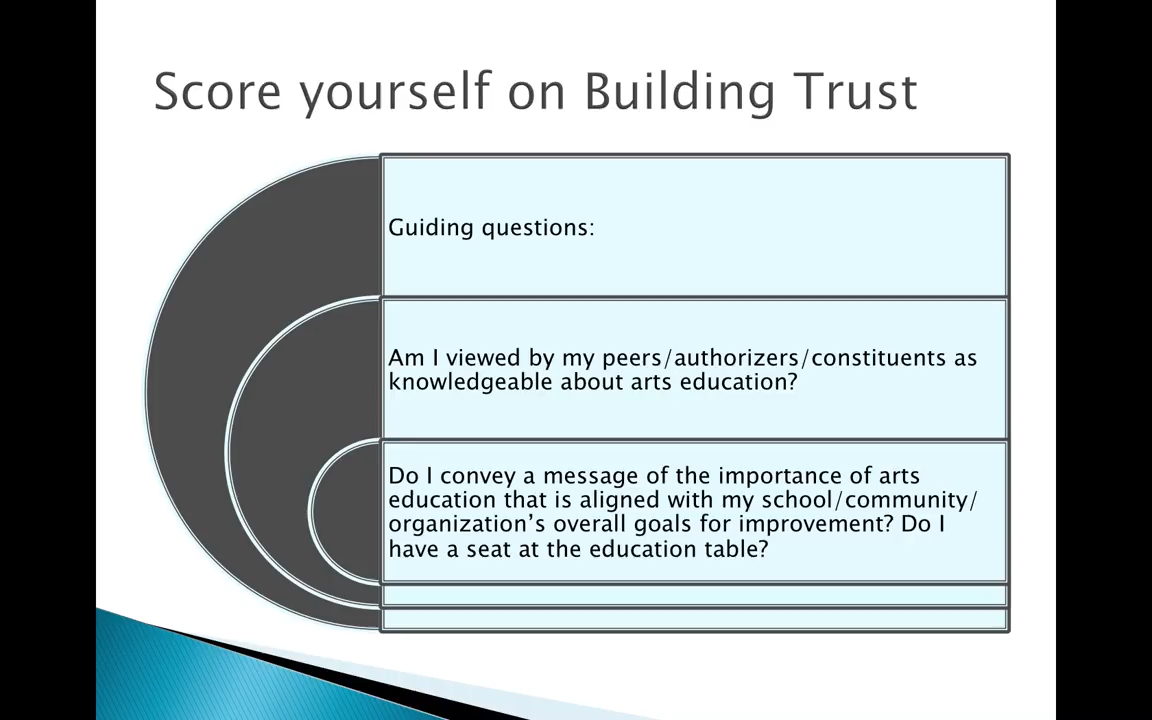 Score yourself on Building Trust
Guiding questions:
Am I viewed by my peers/authorizers/constituents as
knowledgeable about arts education?
Do I convey a message of the importance of arts
education that is aligned with my school/community/
organization’s overall goals for improvement? Do I
have a seat at the education table?